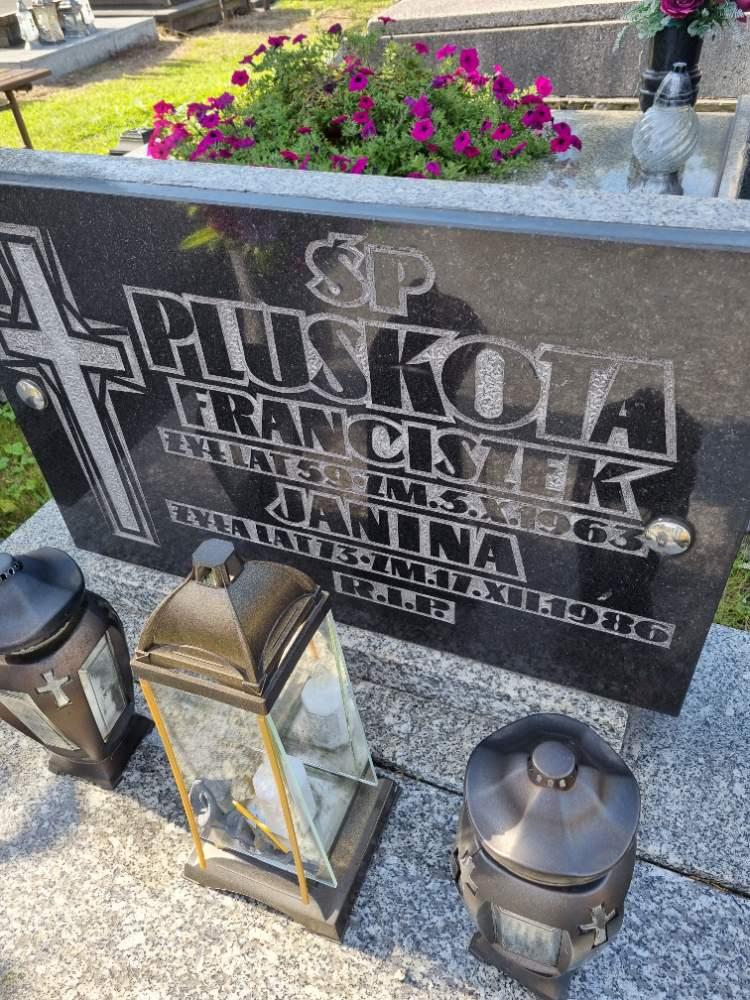 ŚP
PLUSKOTA
FRANCISZEK
ŻYŁ LAT 59·ZM.5.X.1963
JANINA
ŻYŁA LAT 73·ZM.17.XII.1986
R.I.P.